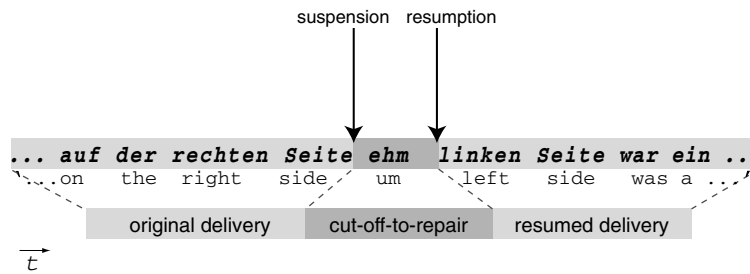 suspension resumption
... auf der rechten Seite ehm linken Seite war ein ..
....on the right side um left side was a ...
original delivery cut-off-to-repair resumed delivery
t